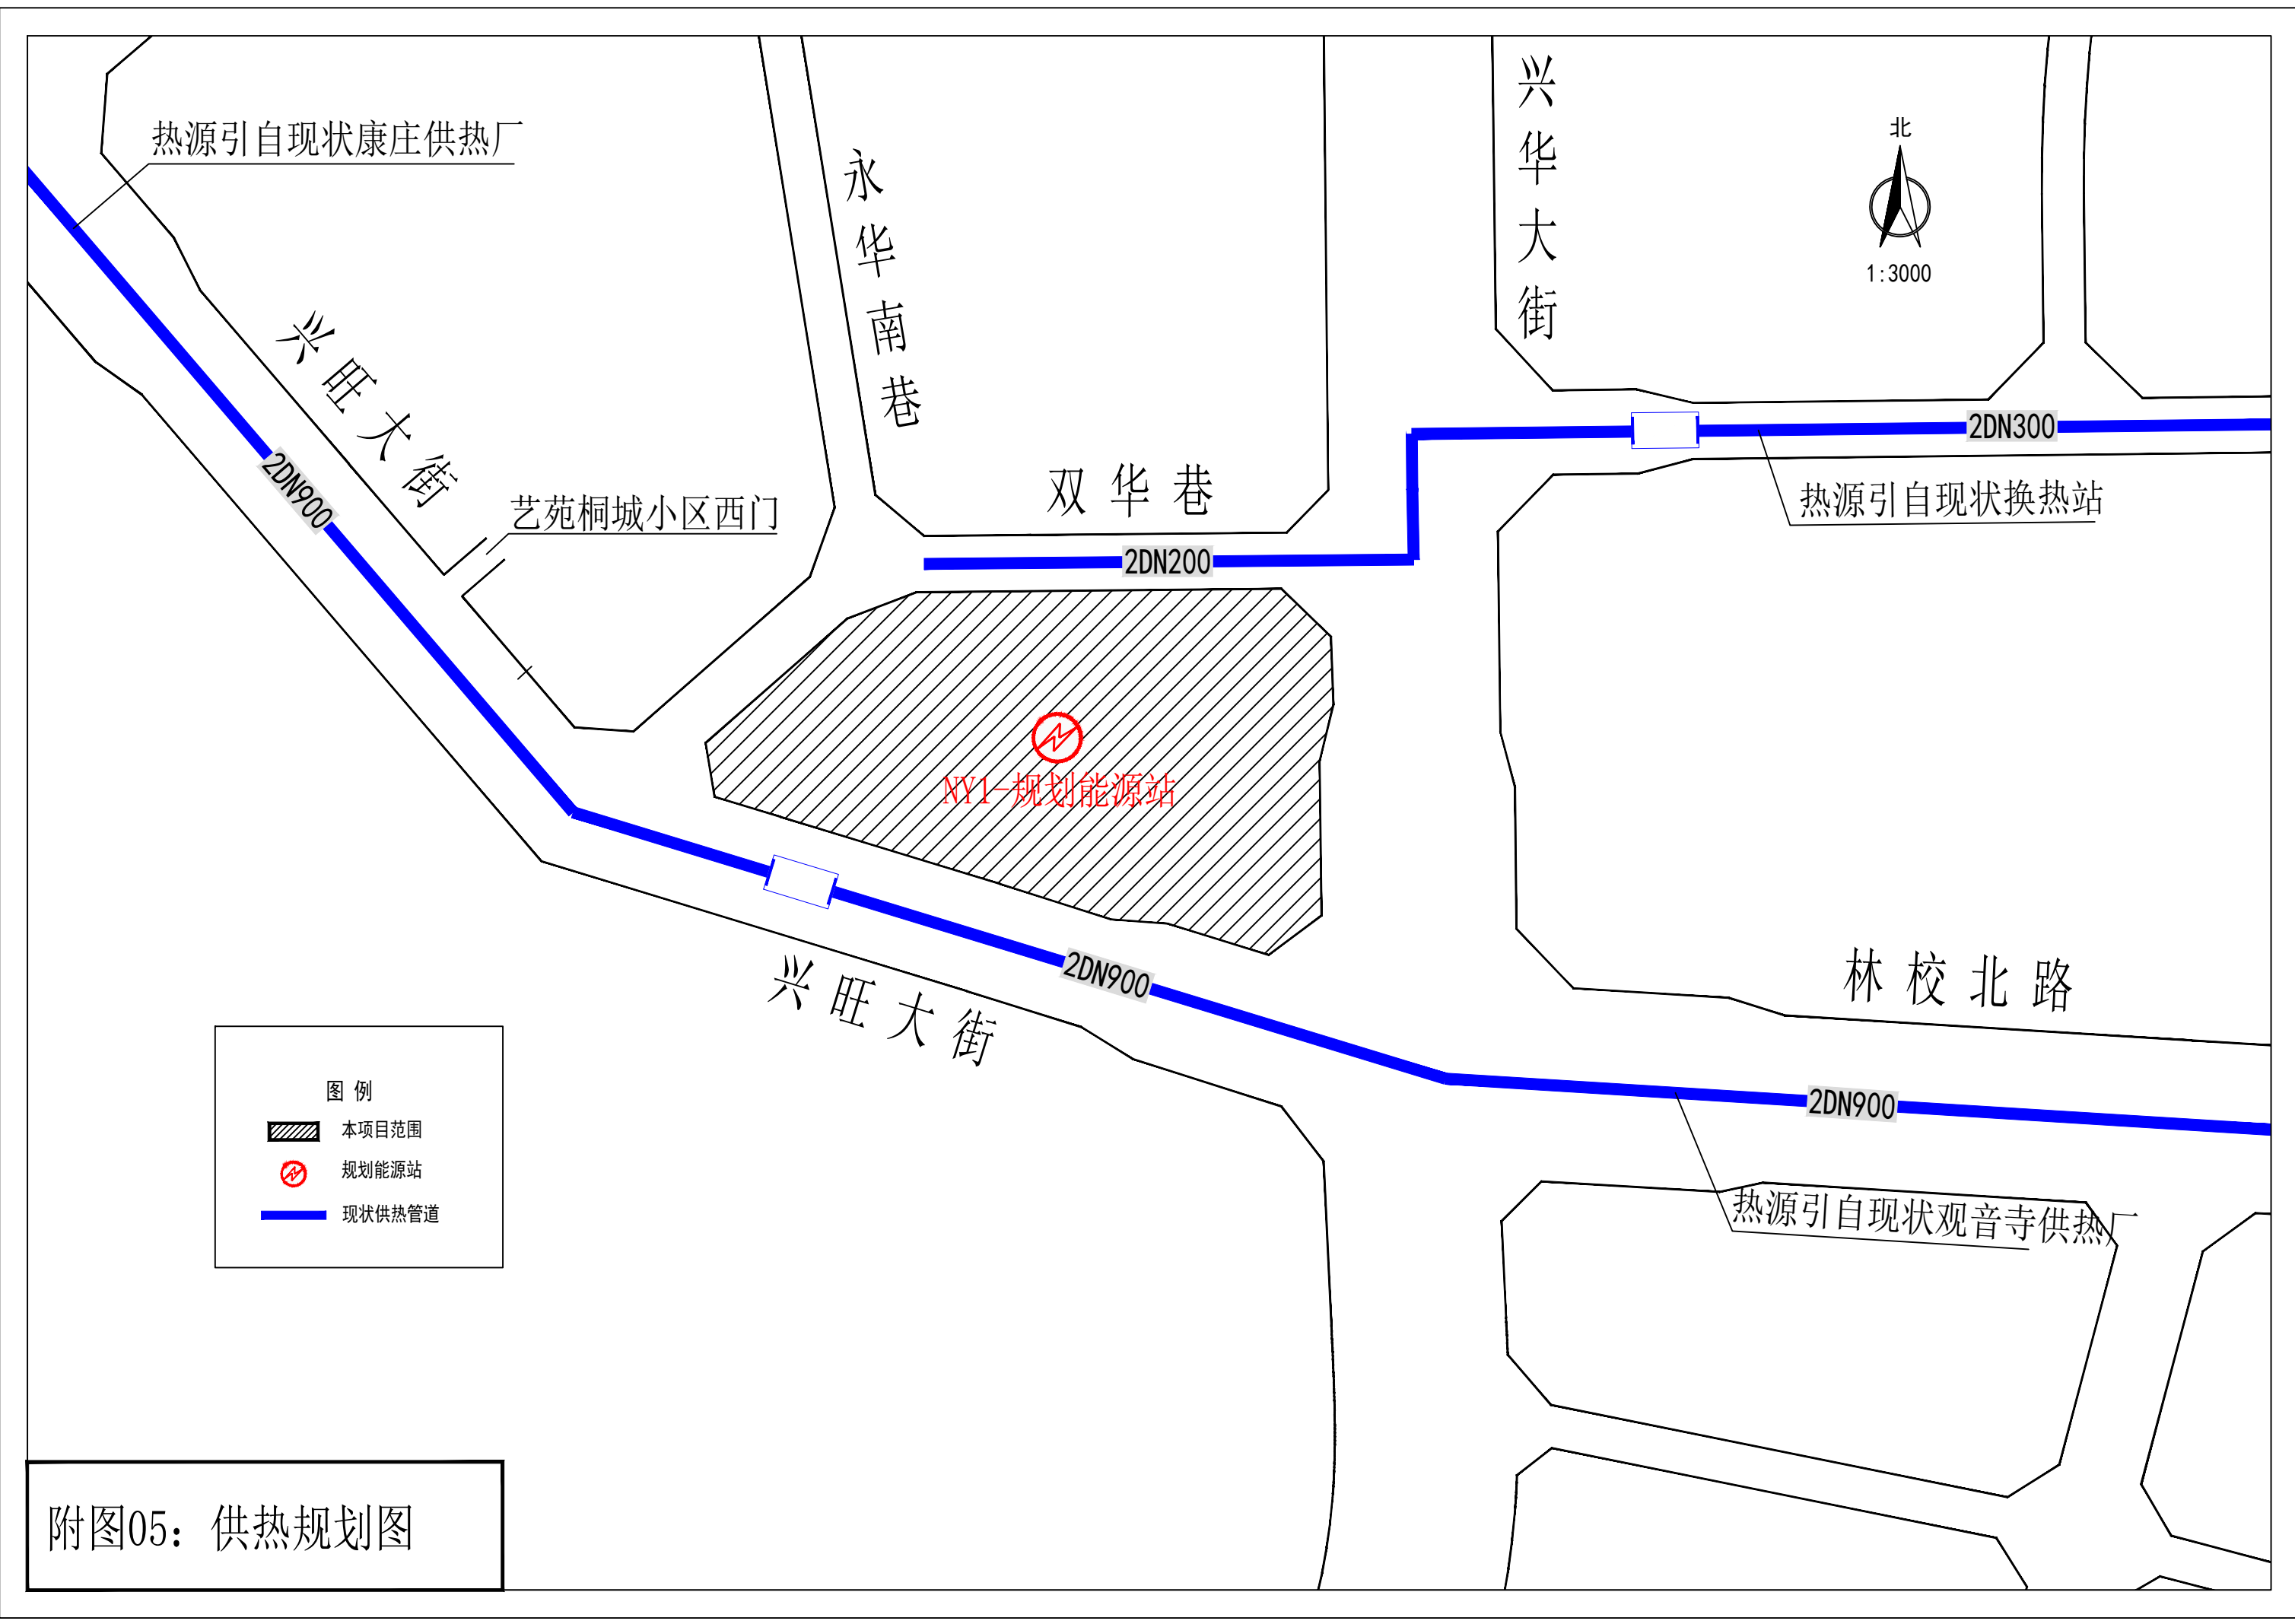 热源引自现状康庄供热厂
兴旺大街
2DN900
艺苑桐城小区西门
永华南巷
双华巷
2DN200
兴华大街
北
1:3000
2DN300
热源引自现状换热站
NY1-规划能源站
2DN900
兴旺大街
林校北路
2DN900
热源引自现状观音寺供热厂
图例
本项目范围
规划能源站
现状供热管道
附图05：供热规划图